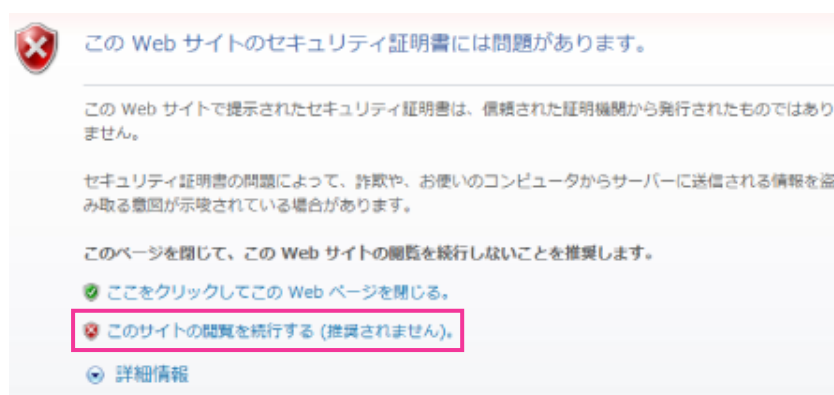 この Web サイトのセキュリティ証明書には問題があります。
この Web サイトで提示されたセキュリティ証明書は、信頼された証明機関から発行されたものではあり
ません。
セキュリティ証明書の問題によって、詐欺や、お使いのコンピュータからサーバーに送信される情報を盗
み取る意図が示唆されている場合があります。
このページを閉じて、この Web サイトの閲覧を続行しないことを推奨します。
ここをクリックしてこの Web ページを閉じる。
このサイトの閲覧を続行する (推奨されません)。
詳細情報